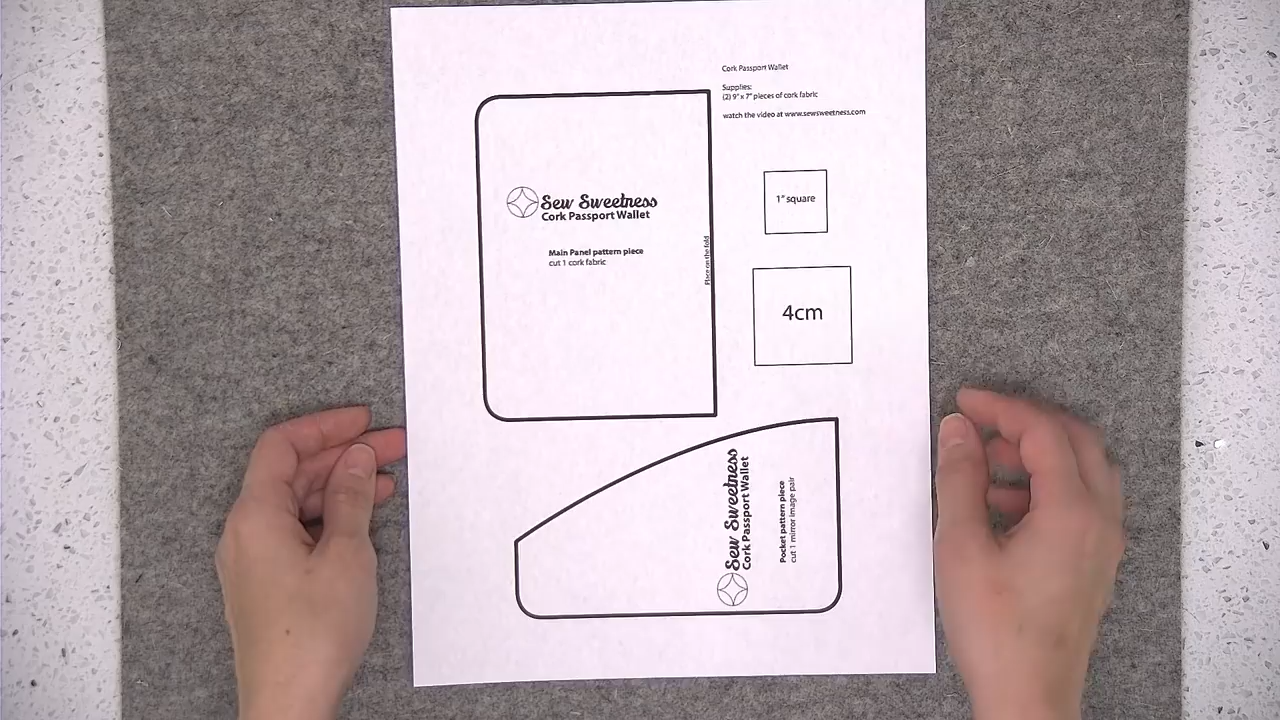 Cork Passport Wallet
Supplies:
(2) 9" x 7" pieces of cork fabric
watch the video at www.sewsweetness.com
Sew Sweetness
Cork Passport Wallet
Main Panel pattern piece
cut 1 cork fabric
Place on the fold
1" square
4cm
Sew Sweetness
Cork Passport Wallet
Pocket pattern piece
cut 1 mirror image pair